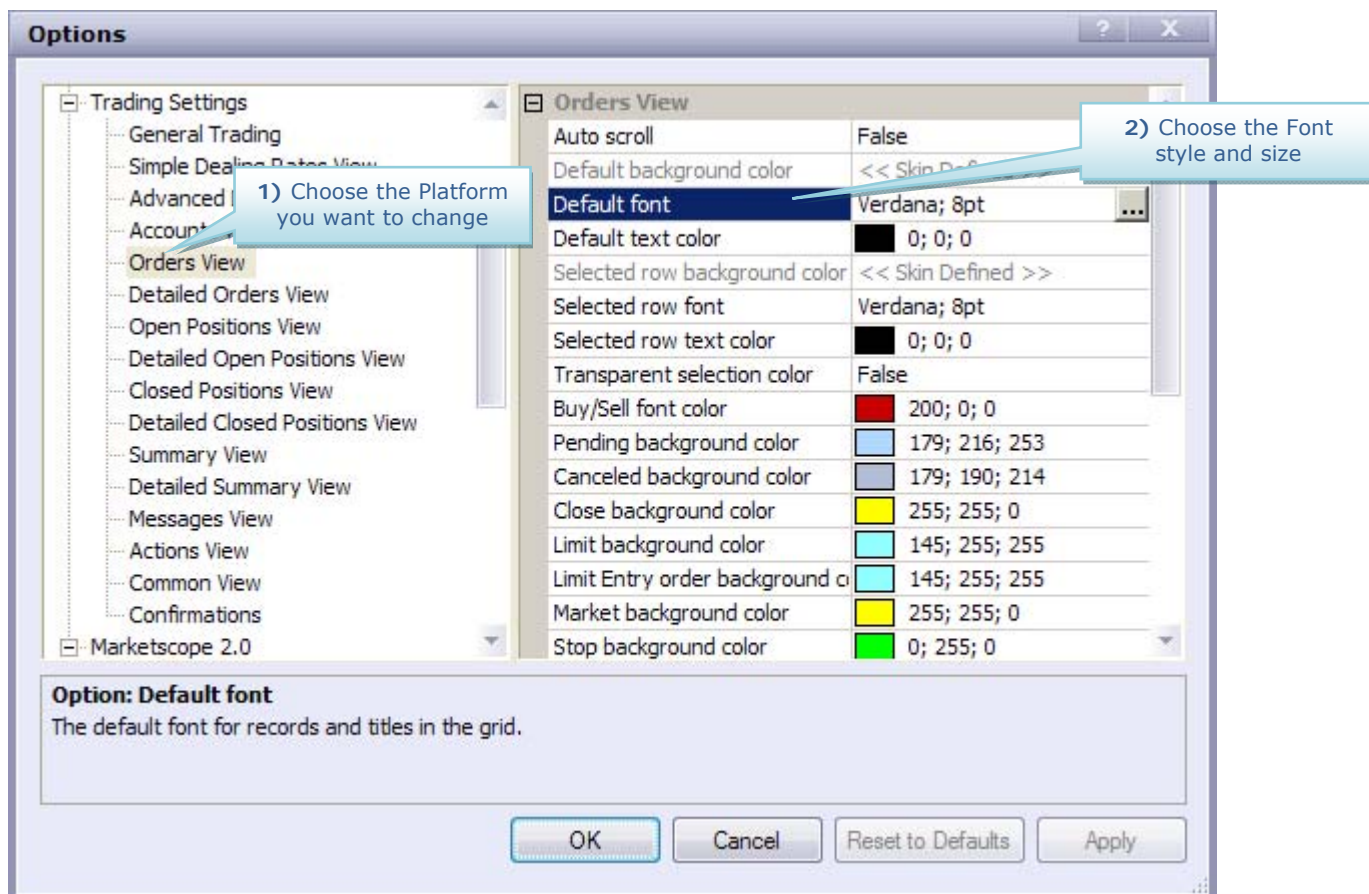 Options
? X
Trading Settings
General Trading
Simple Dealing Rates View
Advanced
Account
Orders View
Detailed Orders View
Open Positions View
Detailed Open Positions View
Closed Positions View
Detailed Closed Positions View
Summary View
Detailed Summary View
Messages View
Actions View
Common View
Confirmations
Marketscope 2.0
1) Choose the Platform
you want to change
Orders View
Auto scroll False
Default background color << Skin Defined >>
Default font Verdana; 8pt ...
Default text color 0; 0; 0
Selected row background color << Skin Defined >>
Selected row font Verdana; 8pt
Selected row text color 0; 0; 0
Transparent selection color False
Buy/Sell font color 200; 0; 0
Pending background color 179; 216; 253
Canceled background color 179; 190; 214
Close background color 255; 255; 0
Limit background color 145; 255; 255
Limit Entry order background 145; 255; 255
Market background color 255; 255; 0
Stop background color 0; 255; 0
2) Choose the Font
style and size
Option: Default font
The default font for records and titles in the grid.
OK Cancel Reset to Defaults Apply